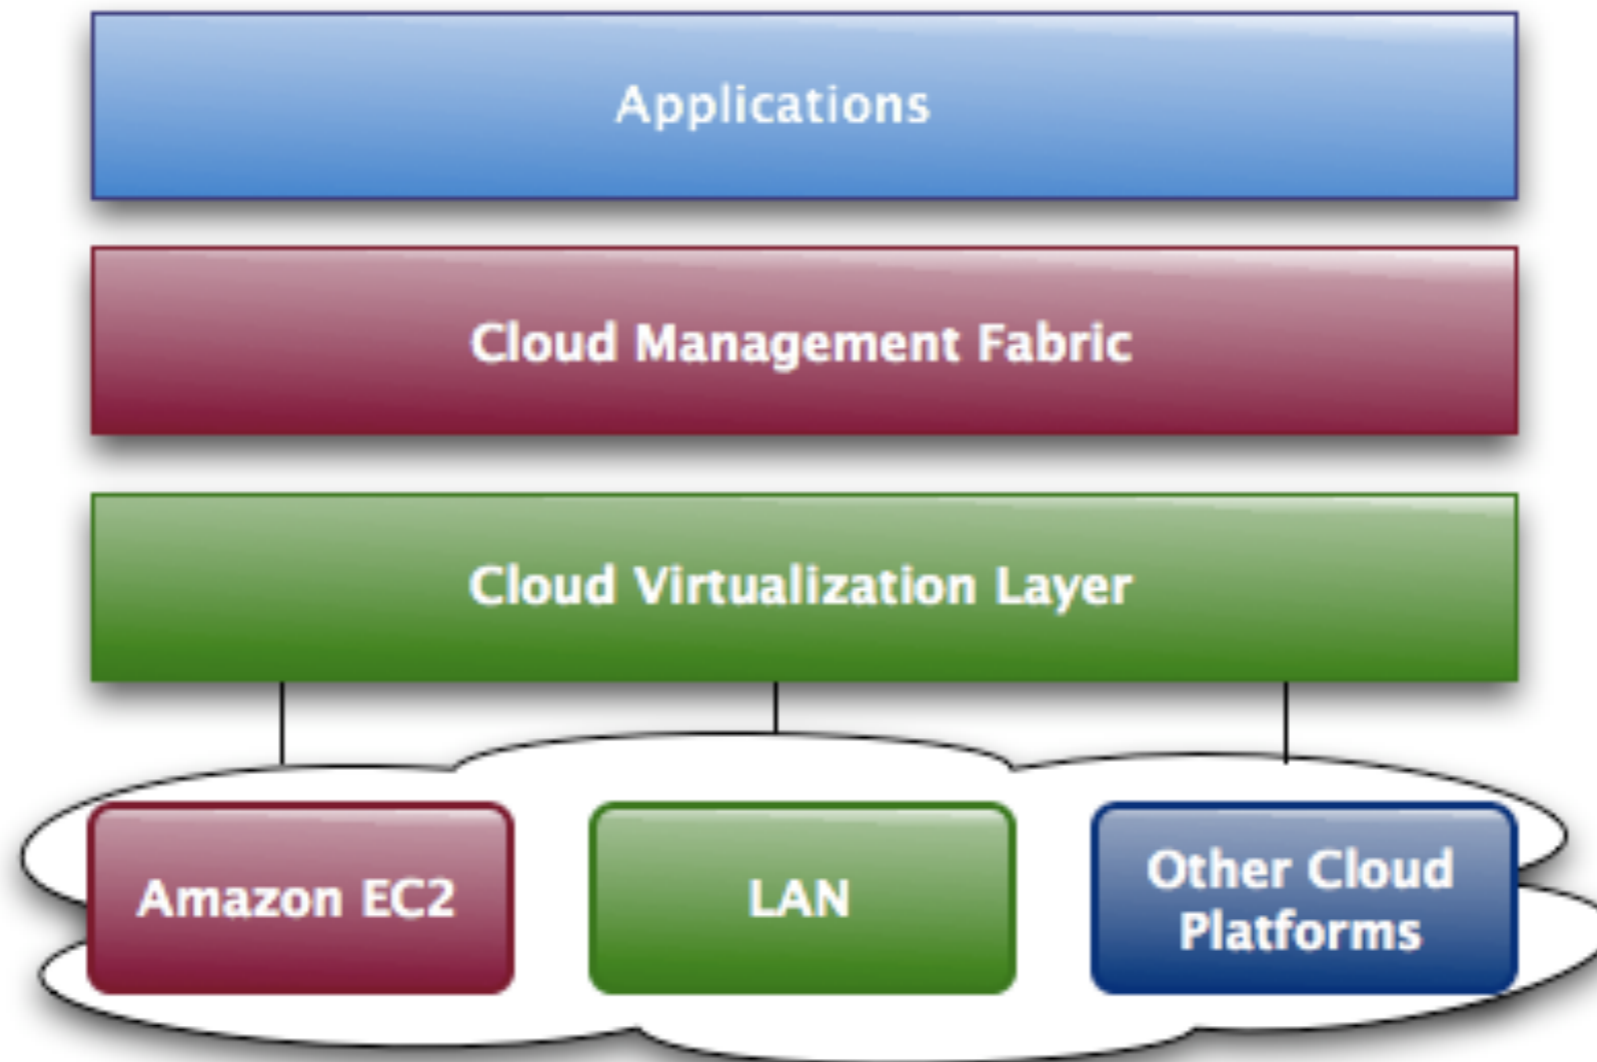 Applications
Cloud Management Fabric
Cloud Virtualization Layer
Amazon EC2
LAN
Other Cloud
Platforms